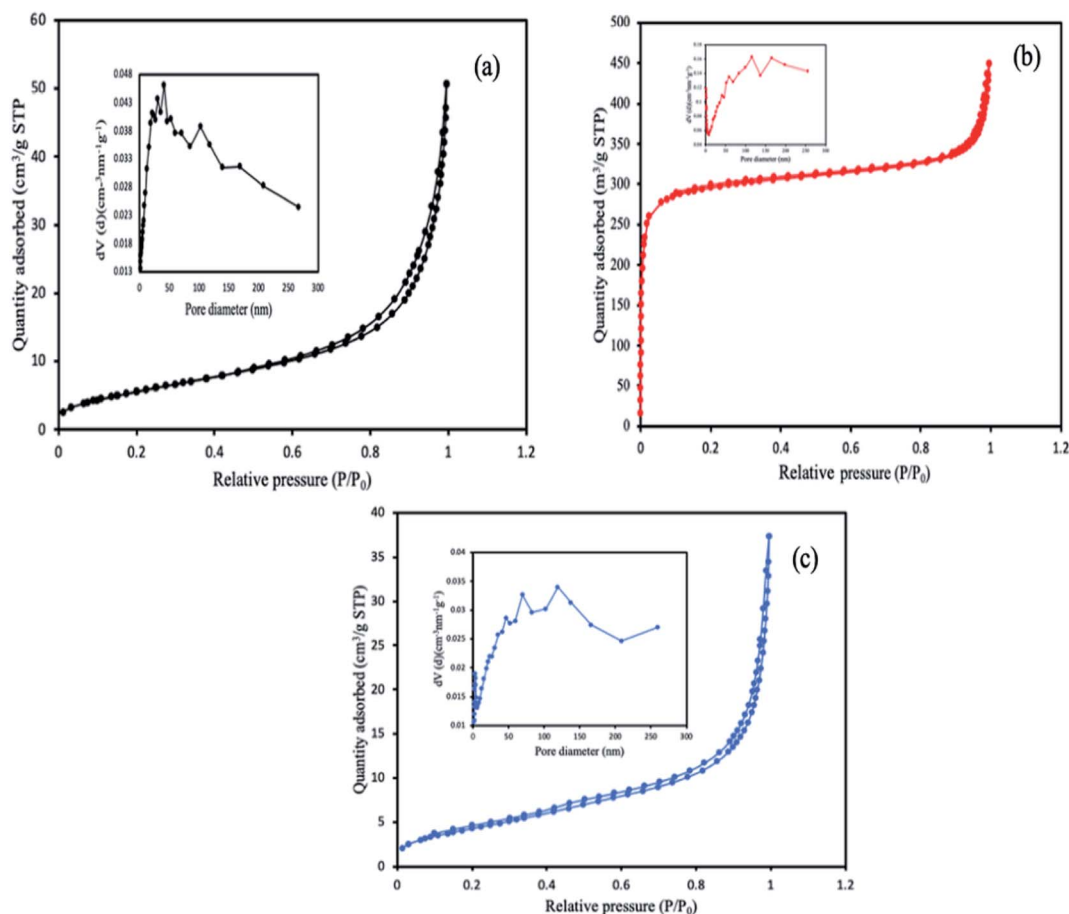 (a)
60
50
40
30
20
10
0
0 0.2 0.4 0.6 0.8 1 1.2
Quantity adsorbed (cm³/g STP)
Relative pressure (P/P₀)
0.048
0.043
0.038
0.033
0.028
0.023
0.018
0.013
0 50 100 150 200 250 300
dV (d)(cm⁻³nm⁻¹g⁻¹)
Pore diameter (nm)
(b)
500
450
400
350
300
250
200
350
100
50
0
0 0.2 0.4 0.6 0.8 1 1.2
Quantity adsorbed (m³/g STP)
Relative pressure (P/P₀)
0 50 100 150 200 250 300
Pore diameter (nm)
(c)
40
35
30
25
20
15
10
5
0
0 0.2 0.4 0.6 0.8 1 1.2
Quantity adsorbed (cm³/g STP)
Relative pressure (P/P₀)
0.04
0.035
0.03
0.025
0.02
0.015
0.01
0 50 100 150 200 250 300
dV (d)(cm⁻³nm⁻¹g⁻¹)
Pore diameter (nm)